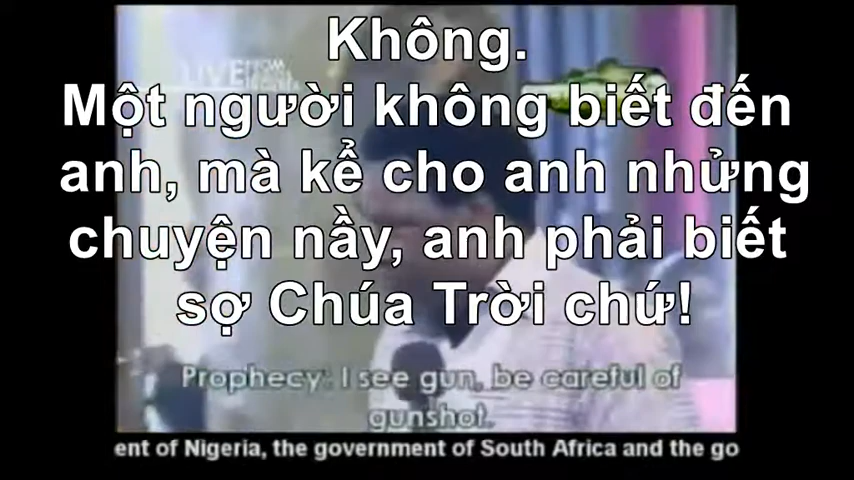 Không.
LIVE FROM
Một người không biết đến
anh, mà kể cho anh nhửng
chuyện nầy, anh phải biết
sợ Chúa Trời chứ!
Prophecy: I see gun, be careful of
gunshot.
ent of Nigeria, the government of South Africa and the go